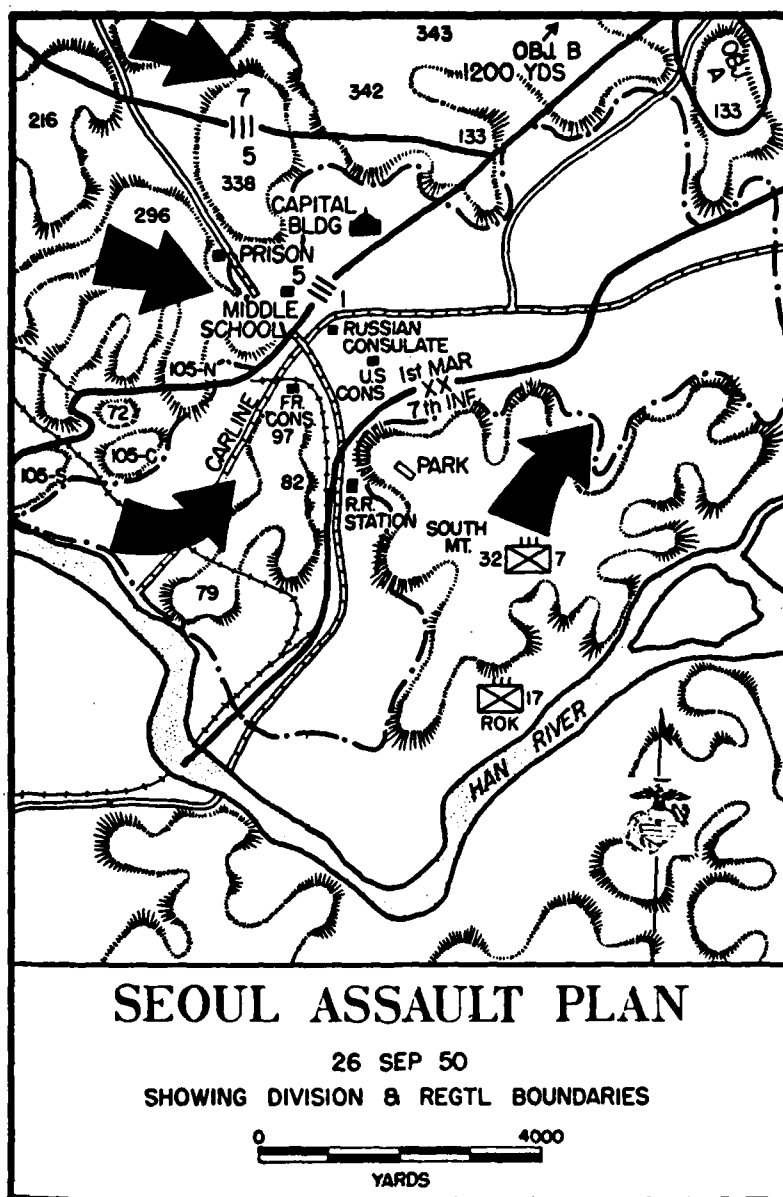 343
OBJ. B
1200 YDS
OBJ
A
133
7
342
216
133
5
338
296
CAPITAL
BLDG
PRISON
5
1
MIDDLE
SCHOOL
RUSSIAN
CONSULATE
105-N
U.S
CONS
1st MAR
XX
7th INF
FR.
CONS.
97
72
CARLINE
105-C
105-S
82
PARK
R.R.
STATION
SOUTH
MT.
32
7
79
17
ROK
HAN RIVER
SEOUL ASSAULT PLAN
26 SEP 50
SHOWING DIVISION & REGTL BOUNDARIES
0
4000
YARDS